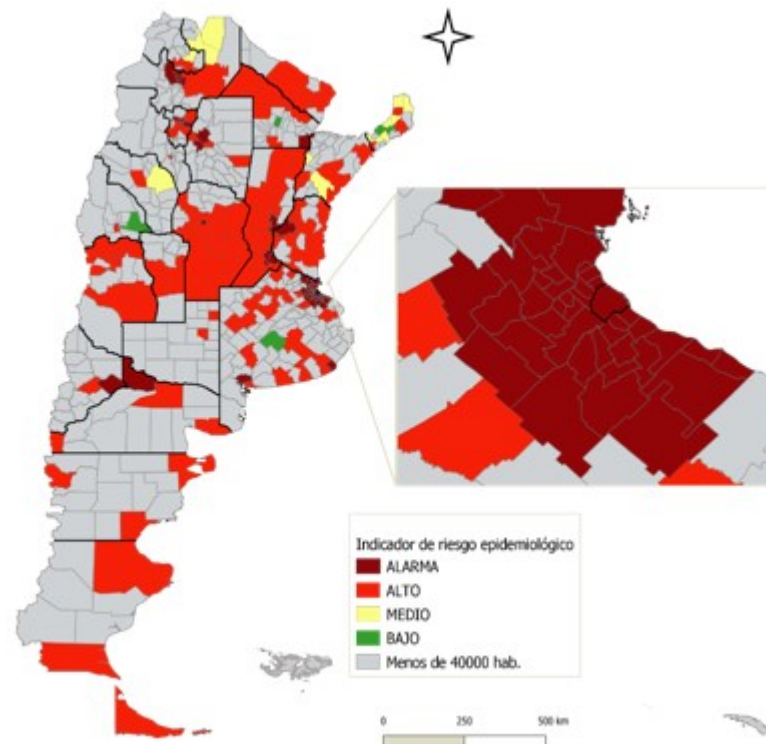 Indicador de riesgo epidemiológico
ALARMA
ALTO
MEDIO
BAJO
Menos de 40000 hab.
0 250 500 km